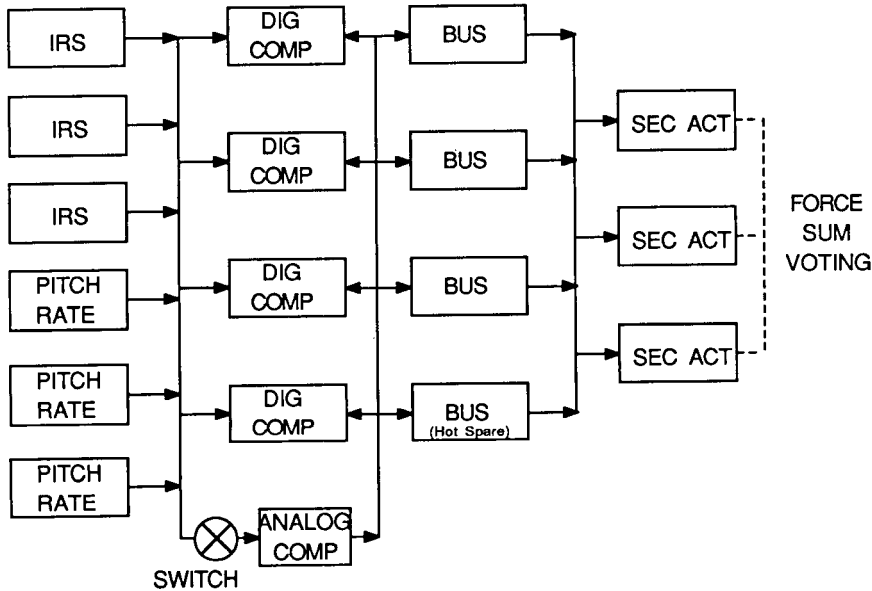 IRS
IRS
IRS
PITCH
RATE
PITCH
RATE
PITCH
RATE
DIG
COMP
DIG
COMP
DIG
COMP
DIG
COMP
SWITCH
ANALOG
COMP
BUS
BUS
BUS
BUS
(Hot Spare)
SEC ACT
SEC ACT
SEC ACT
FORCE
SUM
VOTING